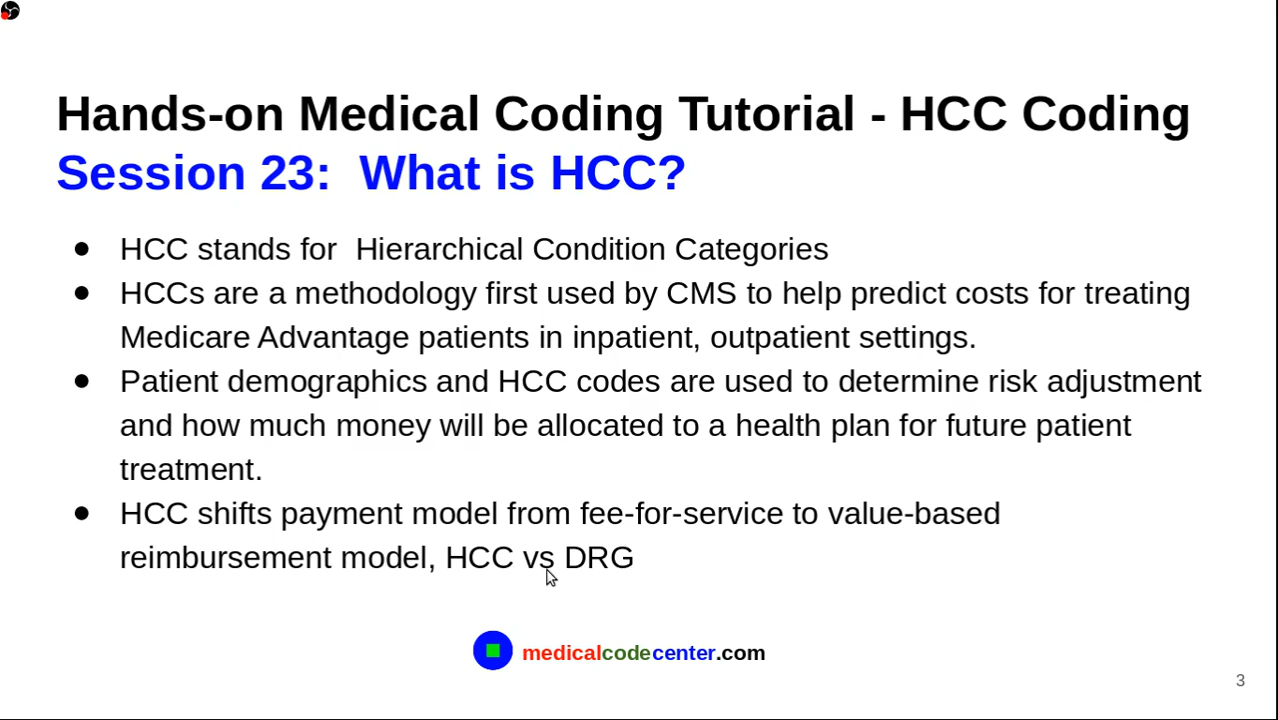 Hands-on Medical Coding Tutorial - HCC Coding
Session 23:  What is HCC?
● HCC stands for  Hierarchical Condition Categories
● HCCs are a methodology first used by CMS to help predict costs for treating
Medicare Advantage patients in inpatient, outpatient settings.
● Patient demographics and HCC codes are used to determine risk adjustment
and how much money will be allocated to a health plan for future patient
treatment.
● HCC shifts payment model from fee-for-service to value-based
reimbursement model, HCC vs DRG
medicalcodecenter.com
3